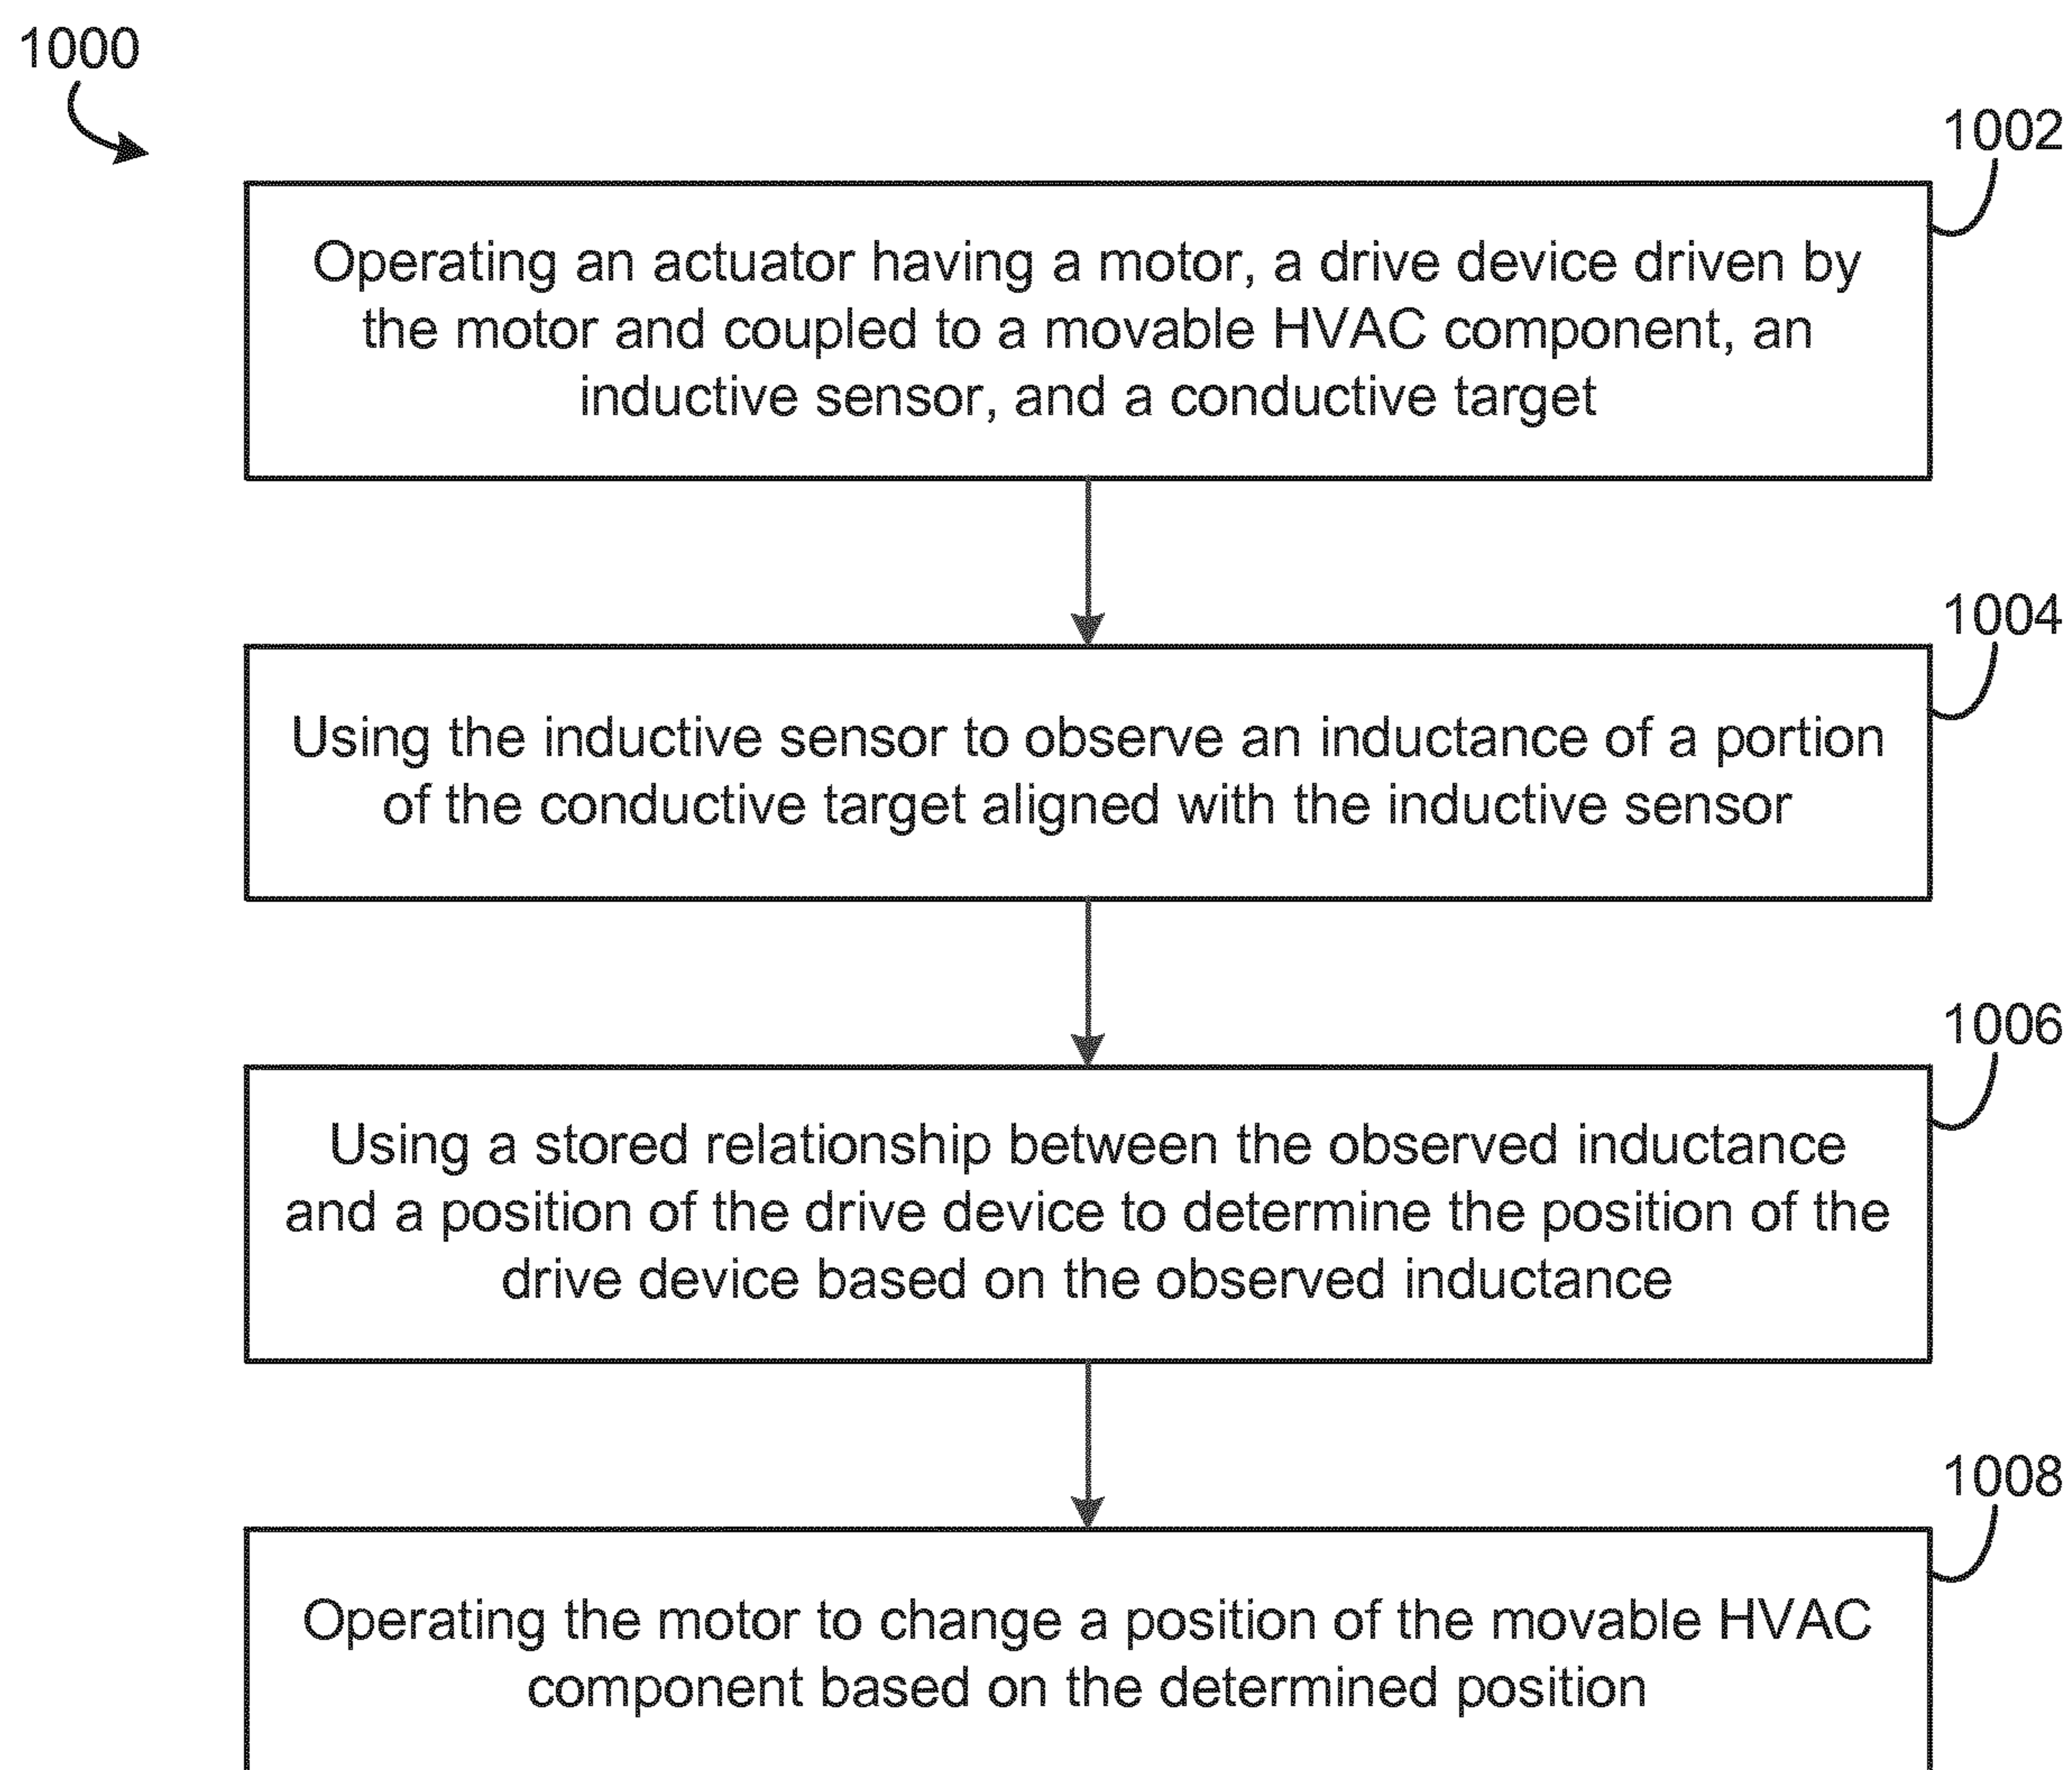 1000
1002
Operating an actuator having a motor, a drive device driven by
the motor and coupled to a movable HVAC component, an
inductive sensor, and a conductive target
1004
Using the inductive sensor to observe an inductance of a portion
of the conductive target aligned with the inductive sensor
1006
Using a stored relationship between the observed inductance
and a position of the drive device to determine the position of the
drive device based on the observed inductance
1008
Operating the motor to change a position of the movable HVAC
component based on the determined position